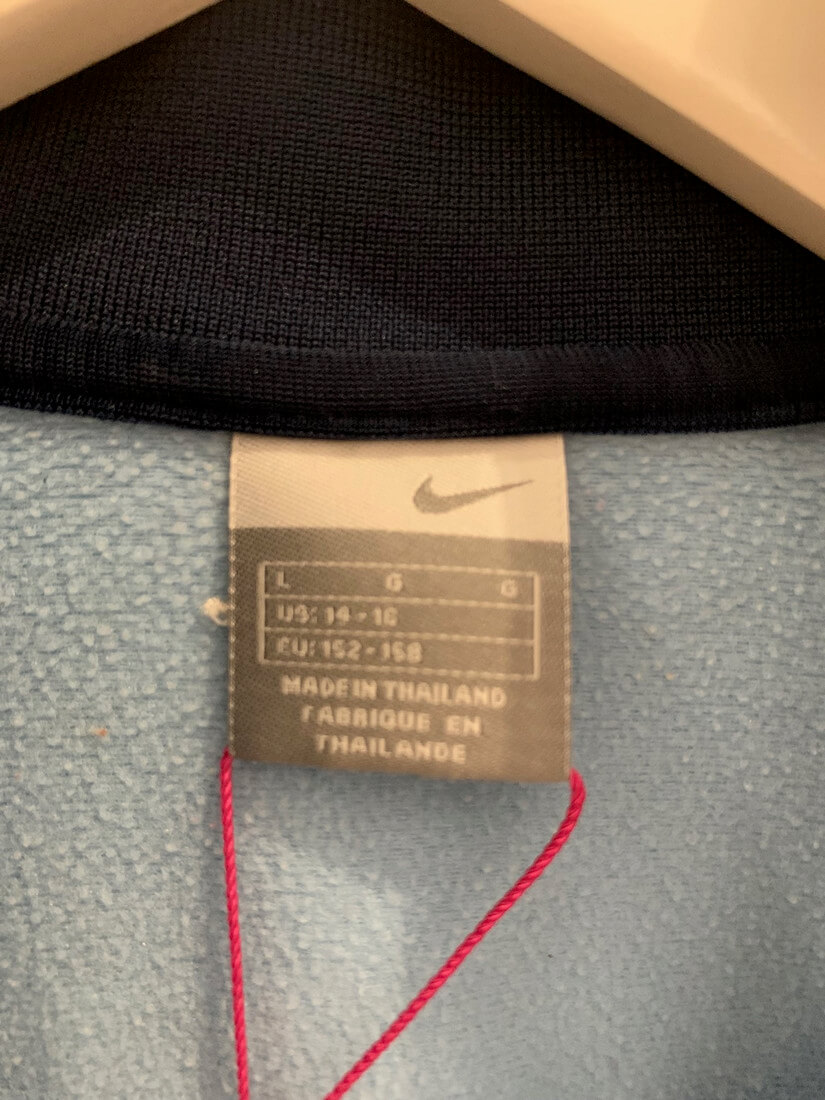 L G G
US: 14 - 16
EU: 152 - 158
MADE IN THAILAND
FABRIQUE EN
THAILANDE